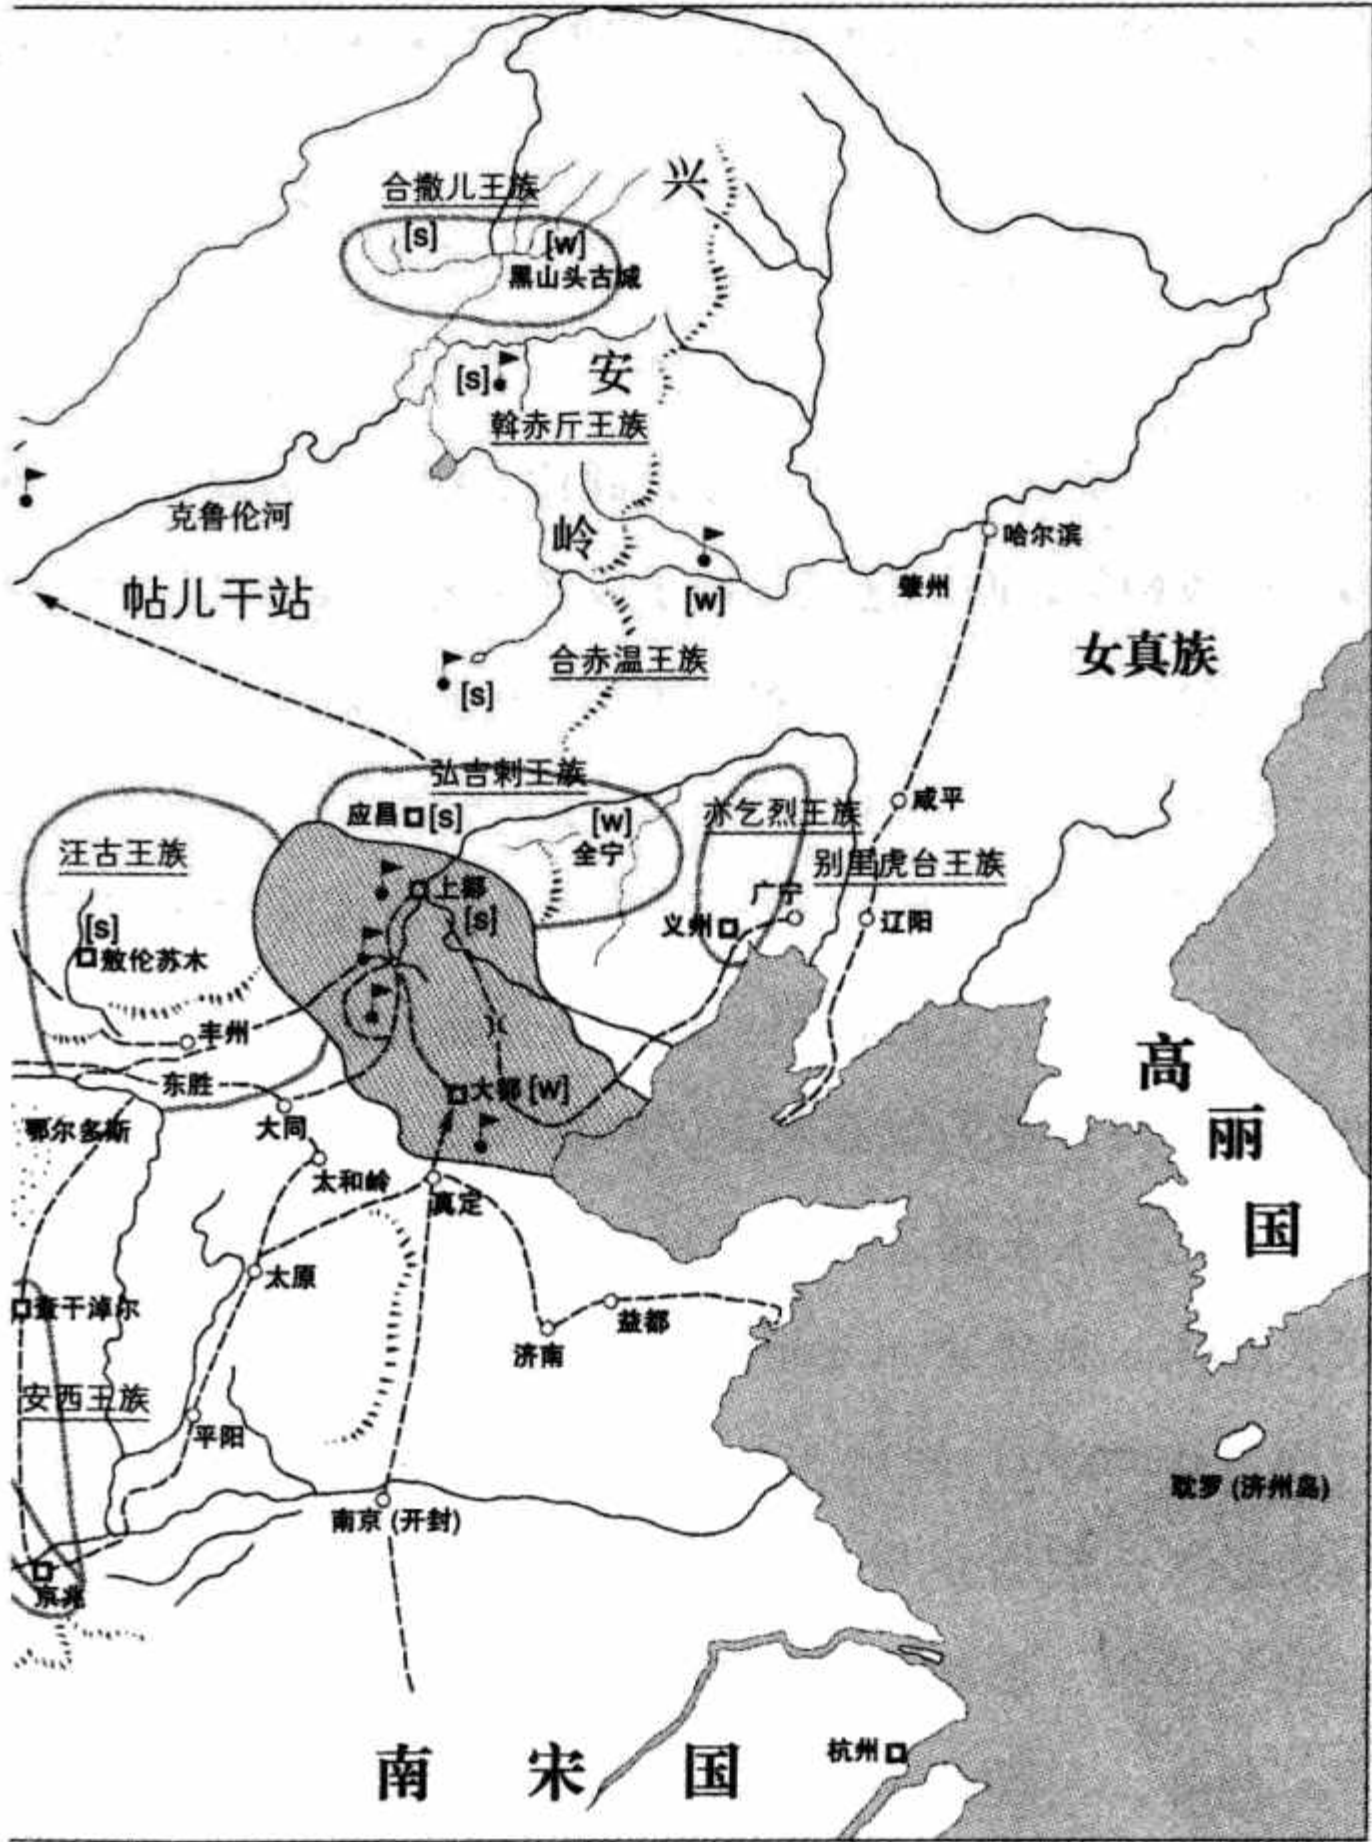 兴
合撒儿王族
[S]
[W]
黑山头古城
安
[S]
斡赤斤王族
克鲁伦河
岭
哈尔滨
帖儿干站
[W]
肇州
女真族
合赤温王族
[S]
弘吉剌王族
应昌
[S]
[W]
全宁
亦乞烈王族
咸平
汪古王族
别里虎台王族
上都
[S]
广宁
义州
辽阳
[S]
敖伦苏木
丰州
高
丽
国
东胜
大都 [W]
鄂尔多斯
大同
太和岭
真定
太原
查干淖尔
益都
济南
安西王族
平阳
耽罗 (济州岛)
南京 (开封)
京兆
南 宋 国
杭州